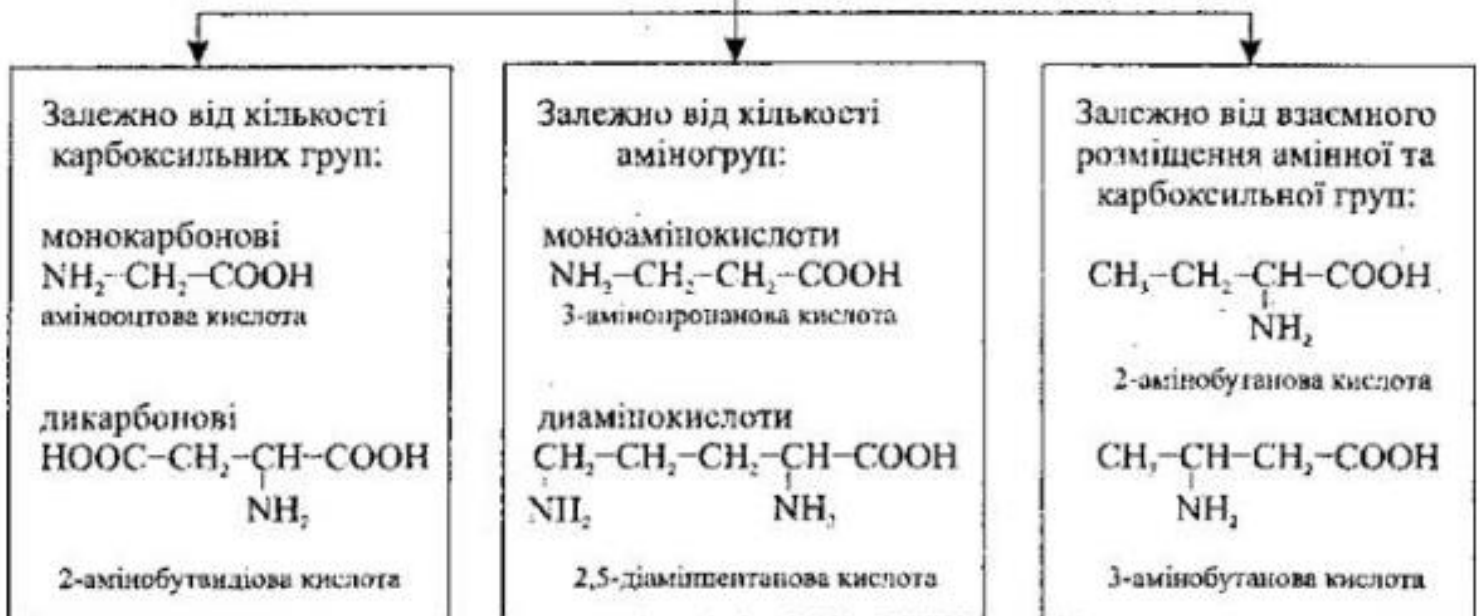 Залежно від кількості
карбоксильних груп:
монокарбонові
NH₂-CH₂-COOH
амінооцтова кислота
дикарбонові
HOOC-CH₂-CH-COOH
NH₂
2-амінобутандіова кислота
Залежно від кількості
аміногруп:
моноамінокислоти
NH₂-CH₂-CH₂-COOH
3-амінопропанова кислота
диамінокислоти
CH₂-CH₂-CH₂-CH-COOH
NH₂ NH₂
2,5-діамінпентанова кислота
Залежно від взаємного
розміщення амінної та
карбоксильної груп:
CH₃-CH₂-CH-COOH
NH₂
2-амінобутанова кислота
CH₃-CH-CH₂-COOH
NH₂
3-амінобутанова кислота